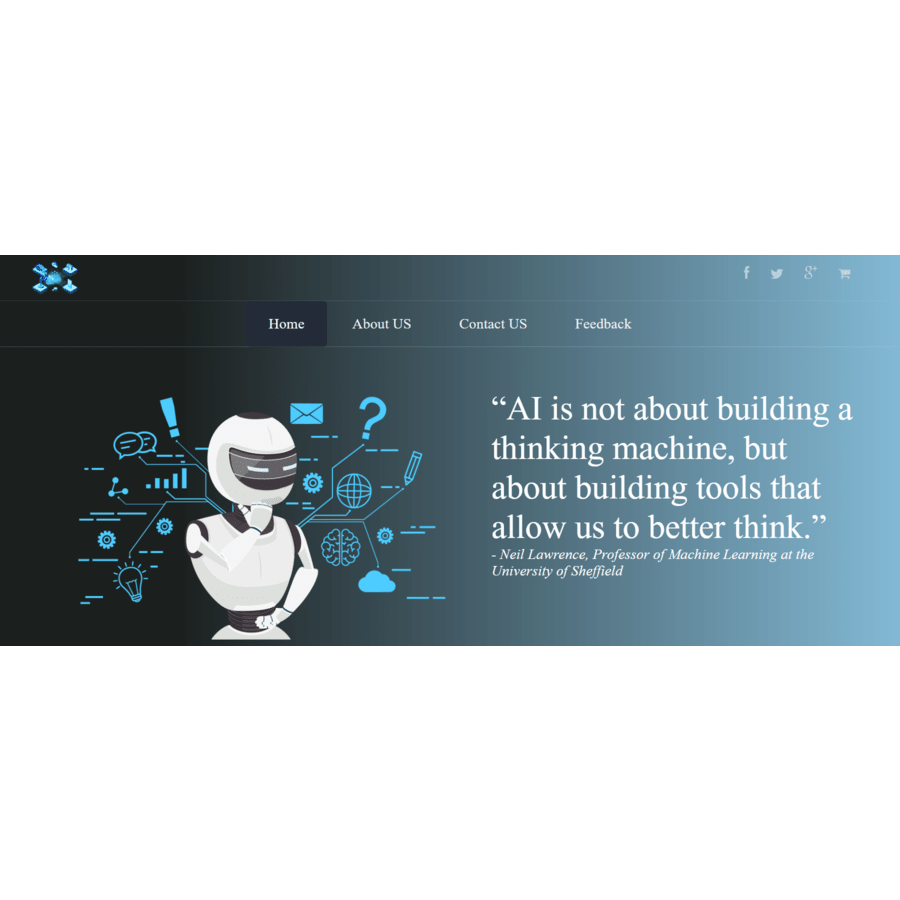 Home About US Contact US Feedback
“AI is not about building a
thinking machine, but
about building tools that
allow us to better think.”
- Neil Lawrence, Professor of Machine Learning at the
University of Sheffield